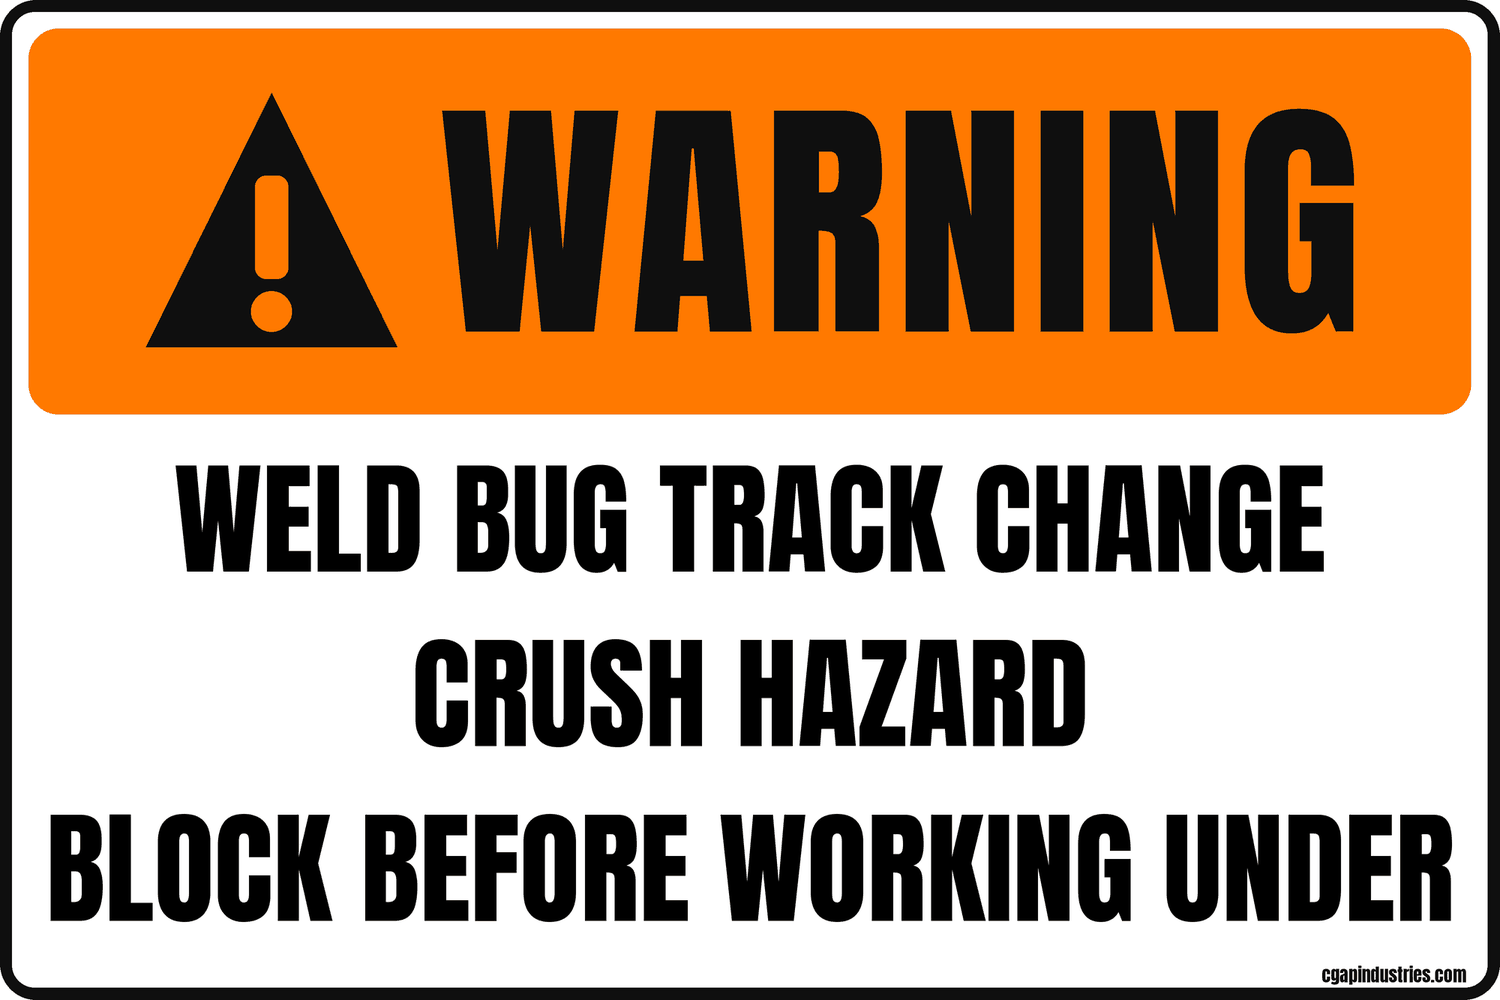 WARNING
WELD BUG TRACK CHANGE
CRUSH HAZARD
BLOCK BEFORE WORKING UNDER
cgapindustries.com